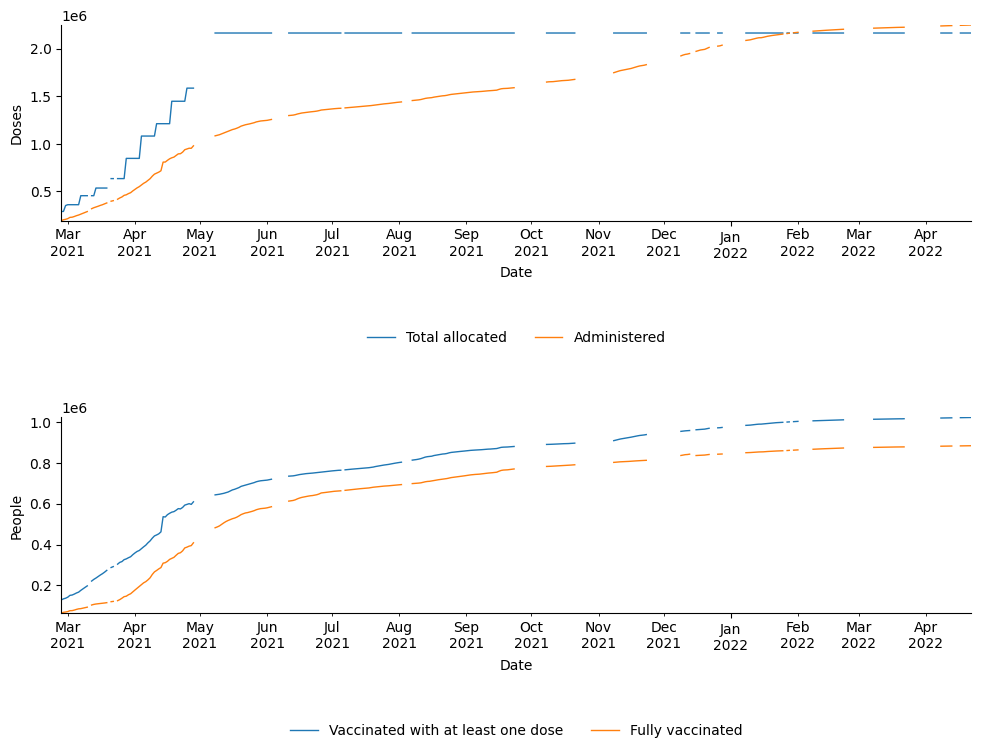 1e6
2.0
1.5
1.0
0.5
Doses
Mar Apr May Jun Jul Aug Sep Oct Nov Dec Jan Feb Mar Apr
2021 2021 2021 2021 2021 2021 2021 2021 2021 2021 2022 2022 2022 2022
Date
Total allocated Administered
1e6
1.0
0.8
0.6
0.4
0.2
People
Mar Apr May Jun Jul Aug Sep Oct Nov Dec Jan Feb Mar Apr
2021 2021 2021 2021 2021 2021 2021 2021 2021 2021 2022 2022 2022 2022
Date
Vaccinated with at least one dose Fully vaccinated